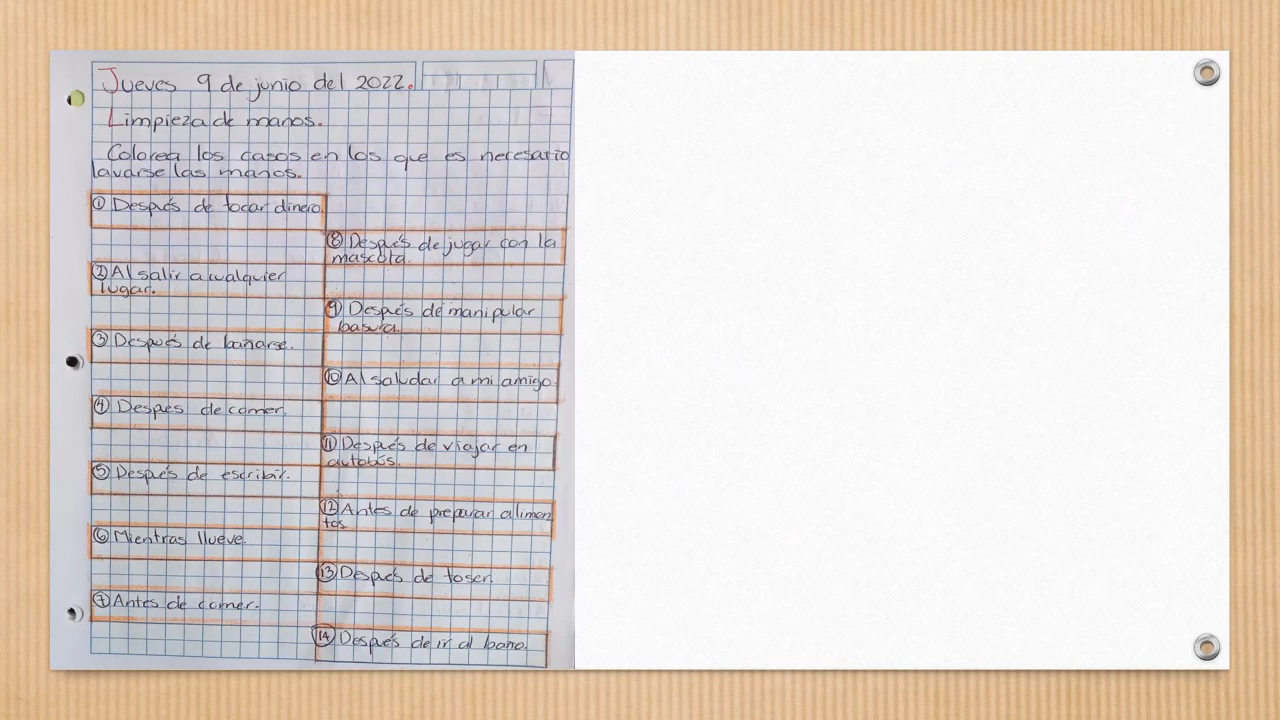 Jueves 9 de junio del 2022.
Limpieza de manos.
Colorea los casos en los que es necesario
lavarse las manos.
① Después de tocar dinero.
② Al salir a cualquier
lugar.
③ Después de bañarse.
④ Despúes de comer.
⑤ Después de escribir.
⑥ Mientras llueve.
⑦ Antes de comer.
⑧ Después de jugar con la
mascota.
⑨ Después de manipular
basura.
⑩ Al saludar a mi amigo.
⑪ Después de viajar en
autobús.
⑫ Antes de preparar alimen
tos.
⑬ Después de toser.
⑭ Después de ir al baño.